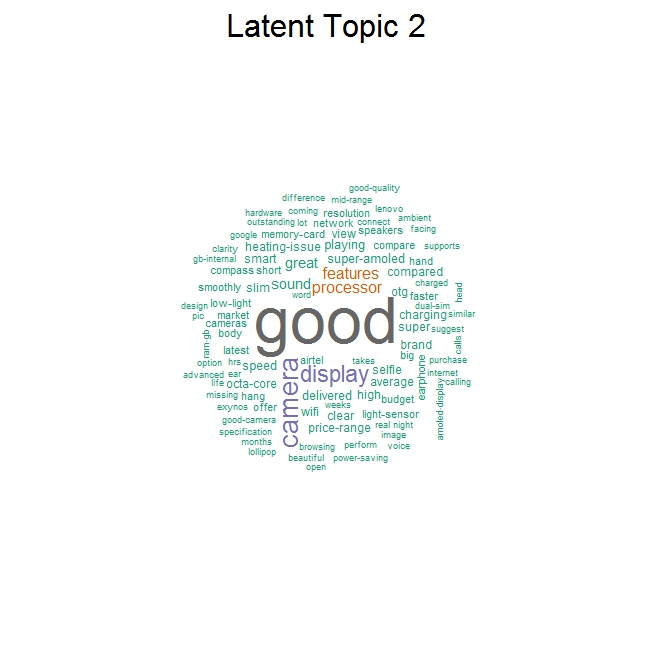 Latent Topic 2
good-quality
difference mid-range
hardware coming resolution lenovo
outstanding lot network connect ambient
google memory-card view speakers facing
clarity heating-issue playing compare supports
gb-internal smart great super-amoled hand
compass short features compared
smoothly slim sound processor otg charged head
word faster
design low-light good dual-sim
pic market charging similar
cameras super suggest
ram-gb body brand calls
latest big
option hrs speed airtel takes selfie earphone purchase
camera display internet
advanced ear average calling
life octa-core
missing hang delivered high budget amoled-display
exynos offer wifi weeks clear light-sensor
good-camera price-range real night
specification image
months browsing perform voice
lollipop beautiful power-saving
open